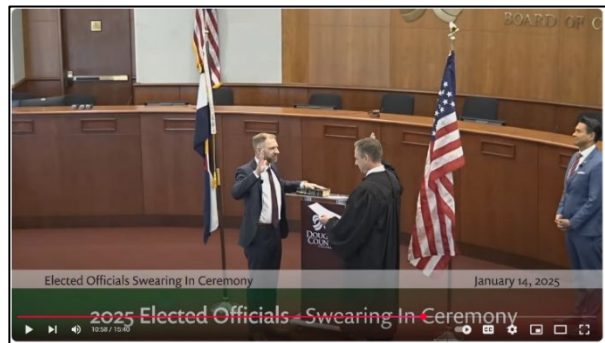 BOARD OF C
DOUG
COUN
Elected Officials Swearing In Ceremony
January 14, 2025
2025 Elected Officials - Swearing In Ceremony
10:58 / 15:40
CC